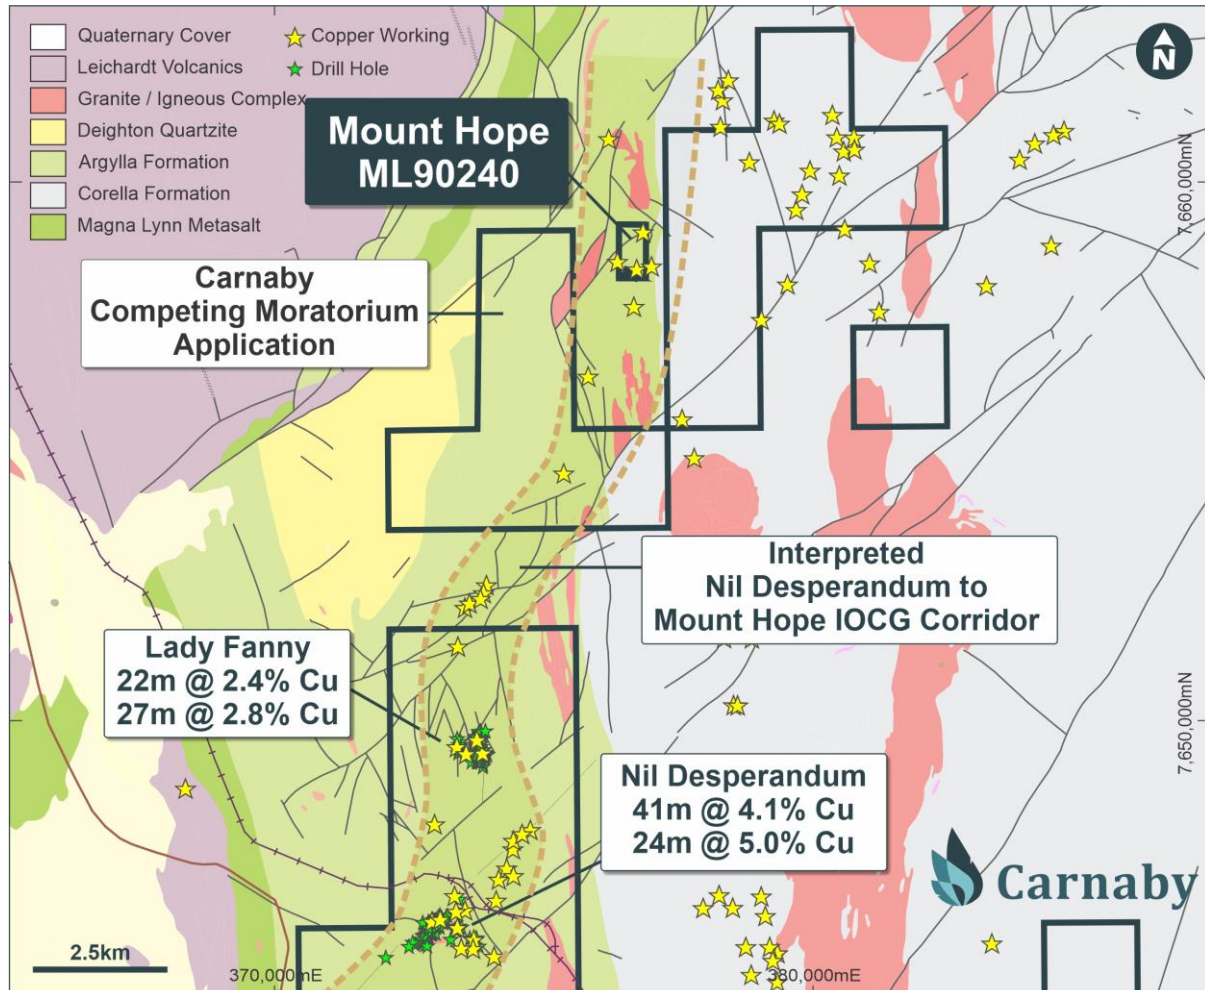 Quaternary Cover
Leichardt Volcanics
Granite / Igneous Complex
Deighton Quartzite
Argylla Formation
Corella Formation
Magna Lynn Metasalt
Copper Working
Drill Hole
N
Mount Hope
ML90240
7,660,000mN
Carnaby
Competing Moratorium
Application
Interpreted
Nil Desperandum to
Mount Hope IOCG Corridor
Lady Fanny
22m @ 2.4% Cu
27m @ 2.8% Cu
7,650,000mN
Nil Desperandum
41m @ 4.1% Cu
24m @ 5.0% Cu
Carnaby
2.5km
370,000mE
380,000mE